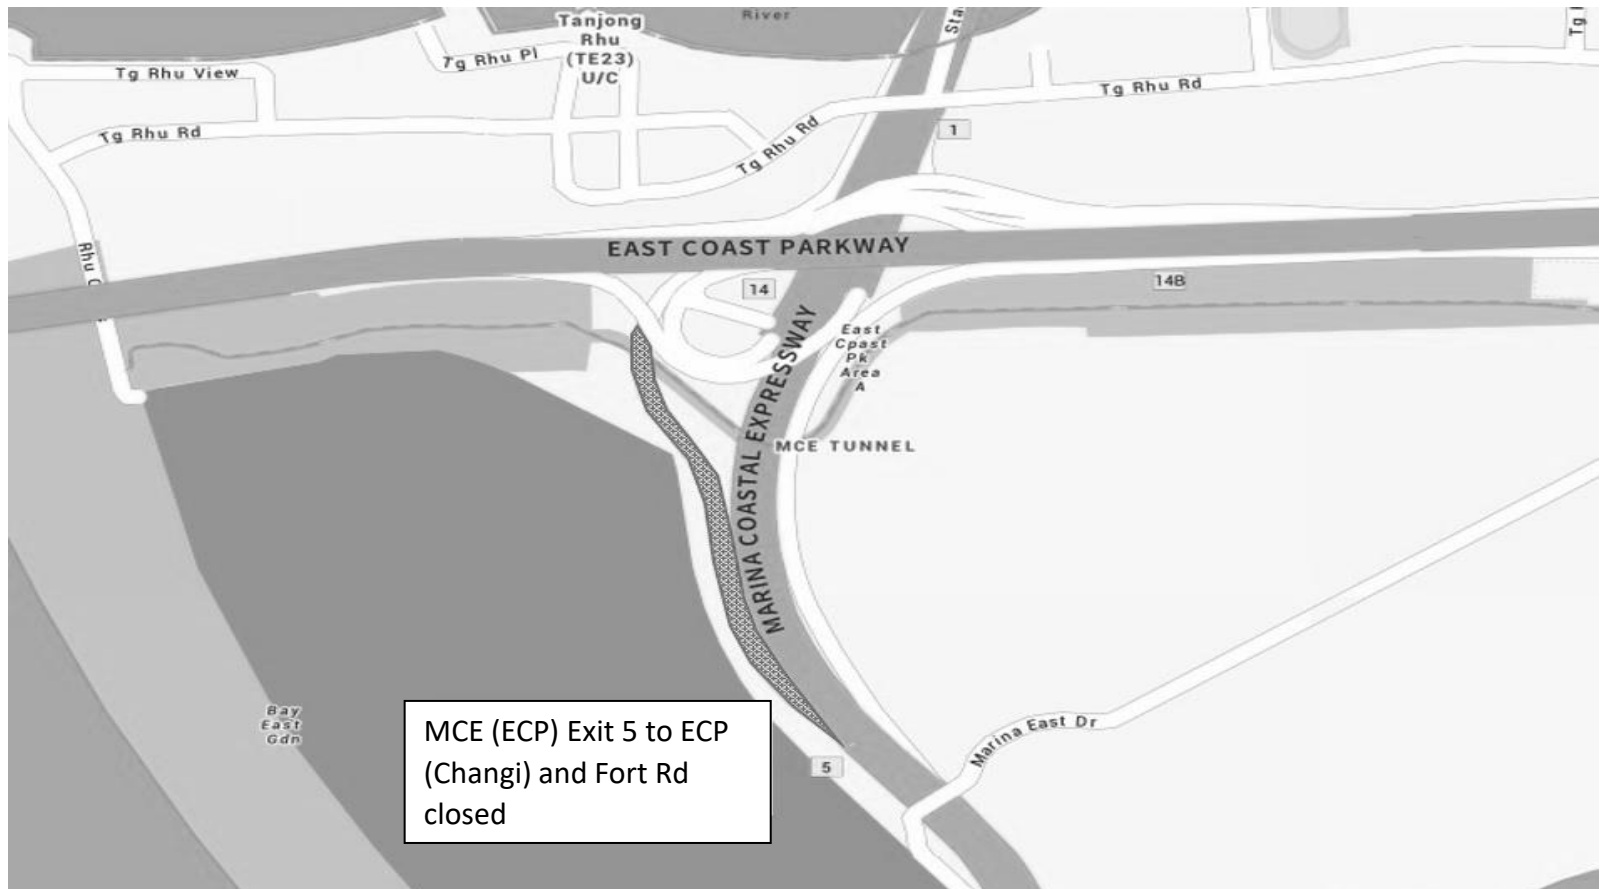 River
Tanjong
Rhu
(TE23)
U/C
Tg Rhu Pl
Tg Rhu View
Tg Rhu Rd
Tg Rhu Rd
Tg Rhu Rd
1
EAST COAST PARKWAY
14
14B
East
Cpast
Pk
Area
A
MARINA COASTAL EXPRESSWAY
MCE TUNNEL
Bay
East
Gdn
MCE (ECP) Exit 5 to ECP
(Changi) and Fort Rd
closed
5
Marina East Dr